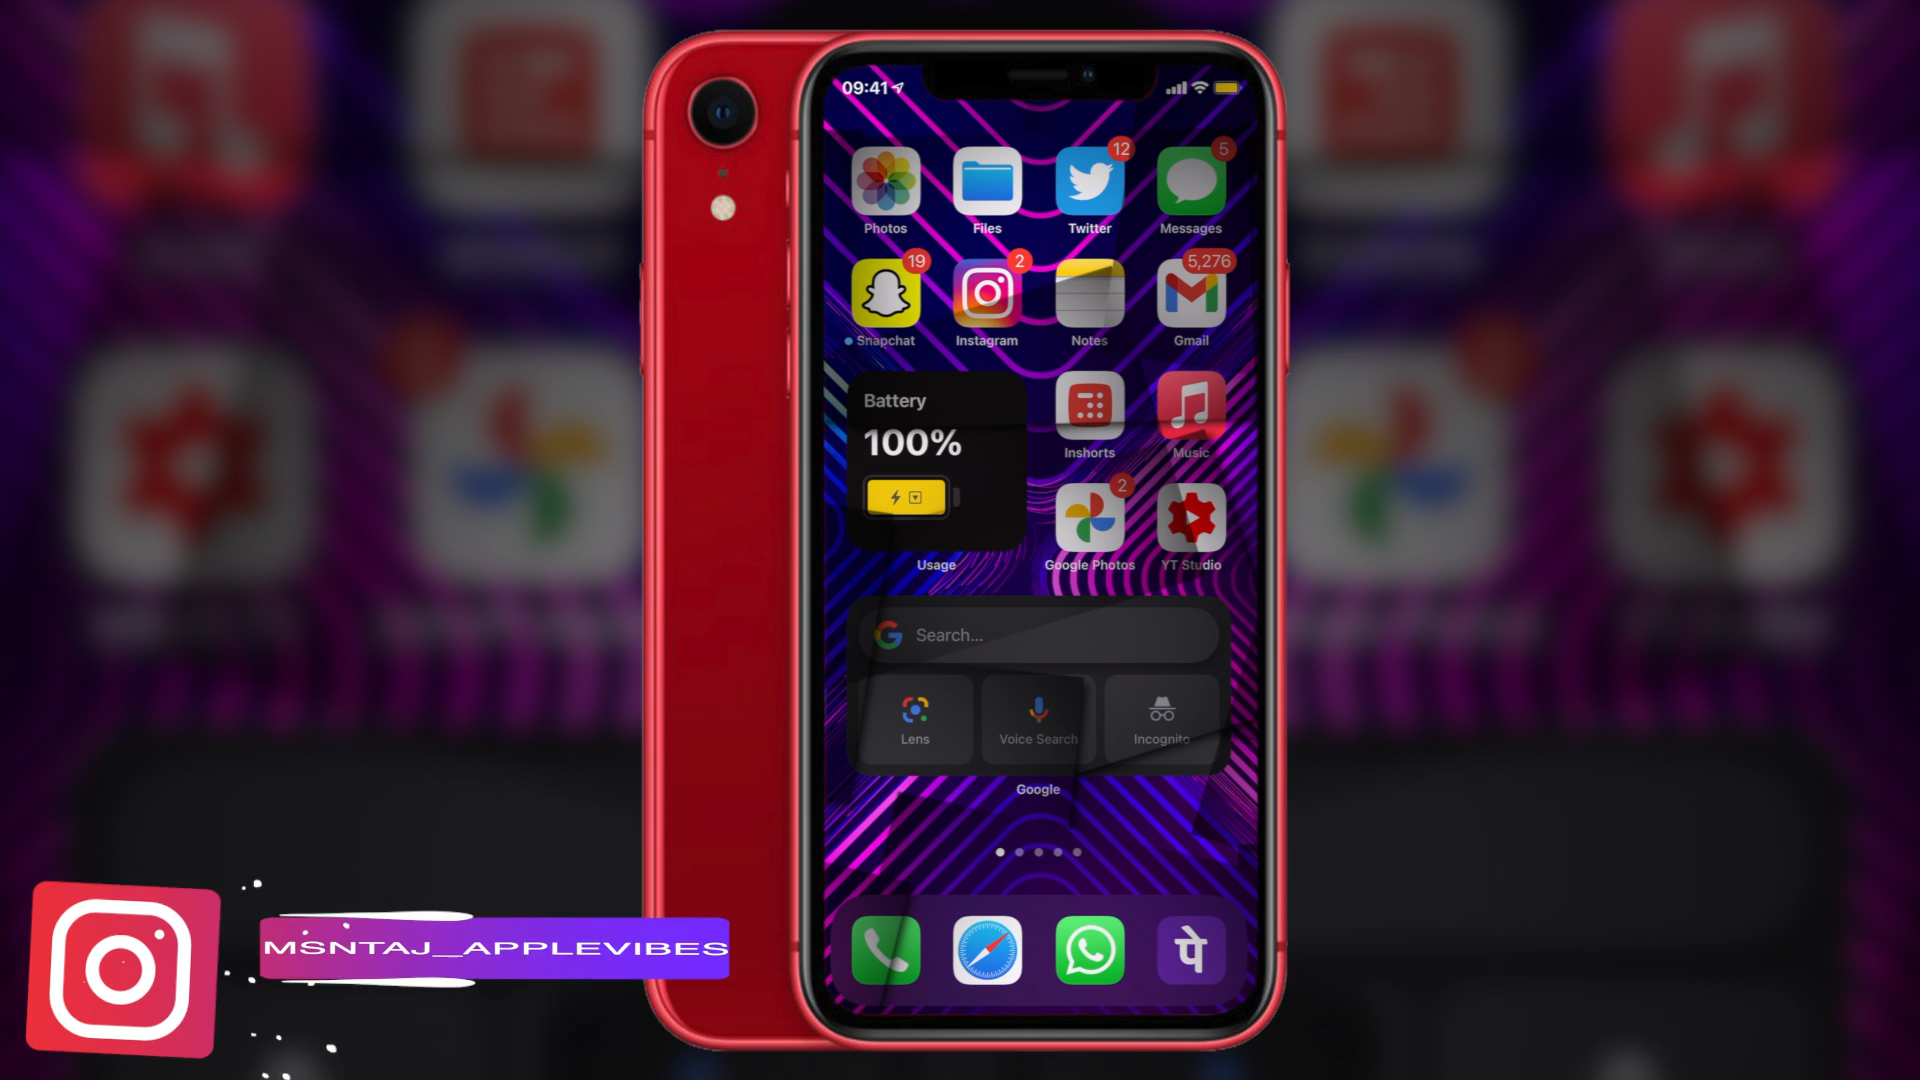 09:41
12
5
Photos
Files
Twitter
Messages
19
2
5,276
Snapchat
Instagram
Notes
Gmail
Battery
100%
Inshorts
Music
2
Usage
Google Photos
YT Studio
Search...
Lens
Voice Search
Incognito
Google
पे
MSNTAJ_APPLEVIBES